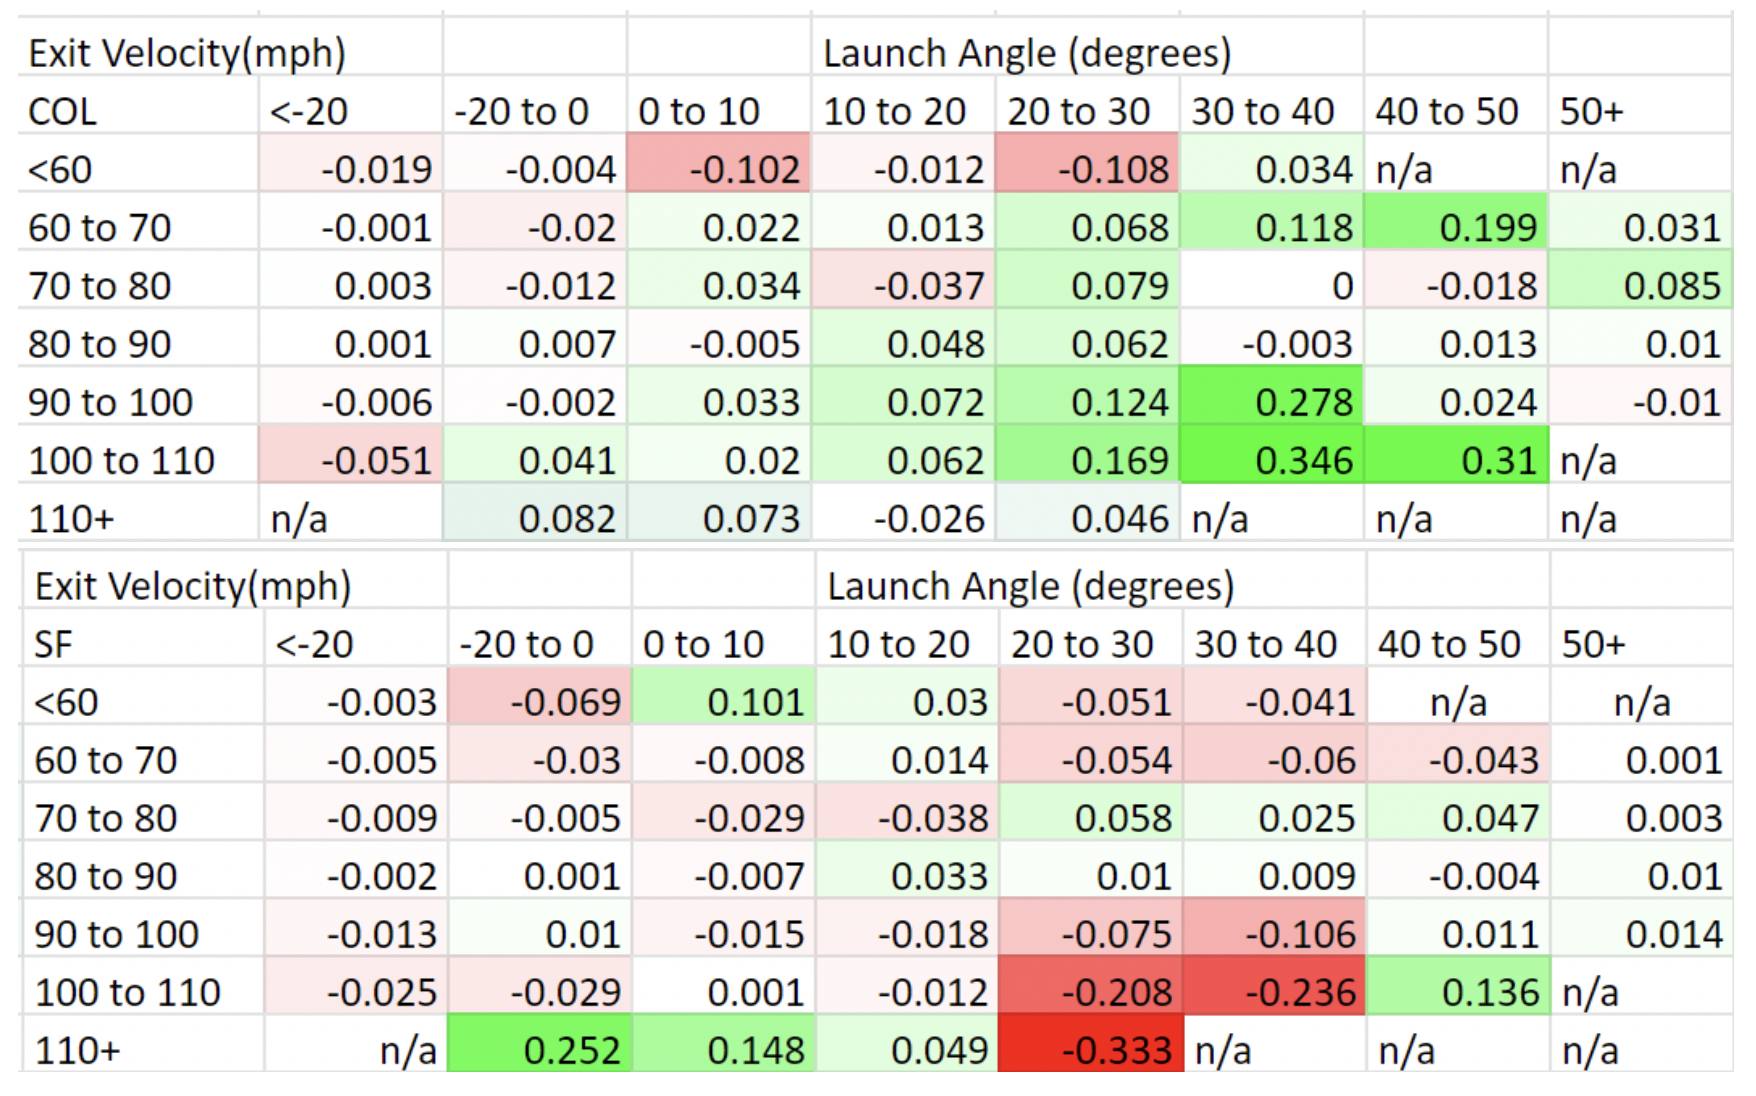 Exit Velocity(mph) Launch Angle (degrees)
COL <-20 -20 to 0 0 to 10 10 to 20 20 to 30 30 to 40 40 to 50 50+
<60 -0.019 -0.004 -0.102 -0.012 -0.108 0.034 n/a n/a
60 to 70 -0.001 -0.02 0.022 0.013 0.068 0.118 0.199 0.031
70 to 80 0.003 -0.012 0.034 -0.037 0.079 0 -0.018 0.085
80 to 90 0.001 0.007 -0.005 0.048 0.062 -0.003 0.013 0.01
90 to 100 -0.006 -0.002 0.033 0.072 0.124 0.278 0.024 -0.01
100 to 110 -0.051 0.041 0.02 0.062 0.169 0.346 0.31 n/a
110+ n/a 0.082 0.073 -0.026 0.046 n/a n/a n/a
Exit Velocity(mph) Launch Angle (degrees)
SF <-20 -20 to 0 0 to 10 10 to 20 20 to 30 30 to 40 40 to 50 50+
<60 -0.003 -0.069 0.101 0.03 -0.051 -0.041 n/a n/a
60 to 70 -0.005 -0.03 -0.008 0.014 -0.054 -0.06 -0.043 0.001
70 to 80 -0.009 -0.005 -0.029 -0.038 0.058 0.025 0.047 0.003
80 to 90 -0.002 0.001 -0.007 0.033 0.01 0.009 -0.004 0.01
90 to 100 -0.013 0.01 -0.015 -0.018 -0.075 -0.106 0.011 0.014
100 to 110 -0.025 -0.029 0.001 -0.012 -0.208 -0.236 0.136 n/a
110+ n/a 0.252 0.148 0.049 -0.333 n/a n/a n/a